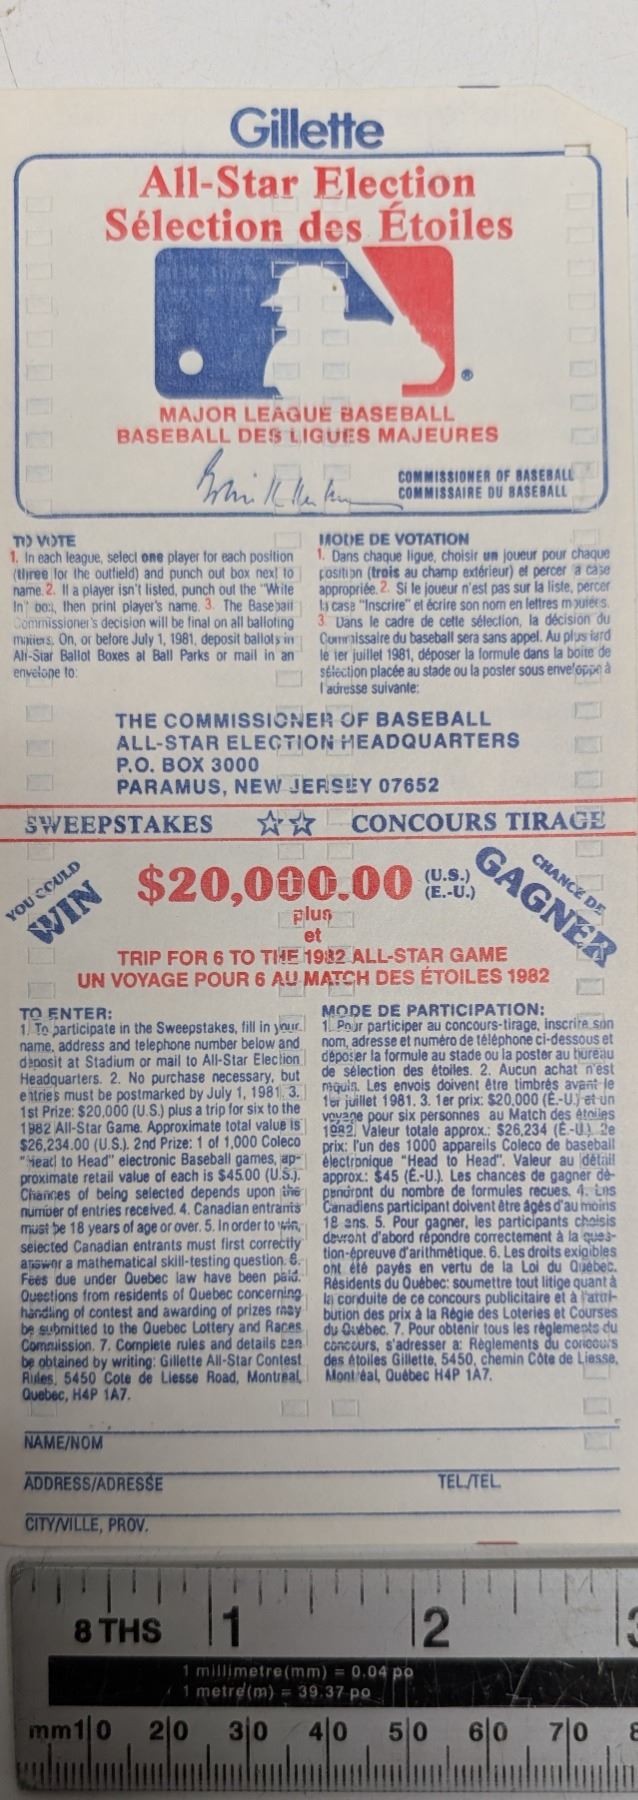 Gillette
All-Star Election
Sélection des Étoiles
®
MAJOR LEAGUE BASEBALL
BASEBALL DES LIGUES MAJEURES
COMMISSIONER OF BASEBALL
COMMISSAIRE DU BASEBALL
TO VOTE
1. In each league, select one player for each position
(three for the outfield) and punch out box next to
name. 2. If a player isn't listed, punch out the "Write
In" box, then print player's name. 3. The Baseball
Commissioner's decision will be final on all balloting
matters. On, or before July 1, 1981, deposit ballots in
All-Star Ballot Boxes at Ball Parks or mail in an
envelope to:
MODE DE VOTATION
1. Dans chaque ligue, choisir un joueur pour chaque
position (trois au champ extérieur) et percer a case
appropriée. 2. Si le joueur n'est pas sur la liste, percer
la case "Inscrire" et écrire son nom en lettres moulées.
3. Dans le cadre de cette sélection, la décision du
Commissaire du baseball sera sans appel. Au plus tard
le 1er juillet 1981, déposer la formule dans la boite de
sélection placée au stade ou la poster sous enveloppe à
l'adresse suivante:
THE COMMISSIONER OF BASEBALL
ALL-STAR ELECTION HEADQUARTERS
P.O. BOX 3000
PARAMUS, NEW JERSEY 07652
SWEEPSTAKES CONCOURS TIRAGE
YOU COULD
WIN
$20,000.00 (U.S.)
(É.-U.)
CHANCE DE
GAGNER
plus
et
TRIP FOR 6 TO THE 1982 ALL-STAR GAME
UN VOYAGE POUR 6 AU MATCH DES ÉTOILES 1982
TO ENTER:
1. To participate in the Sweepstakes, fill in your
name, address and telephone number below and
deposit at Stadium or mail to All-Star Election
Headquarters. 2. No purchase necessary, but
entries must be postmarked by July 1, 1981. 3.
1st Prize: $20,000 (U.S.) plus a trip for six to the
1982 All-Star Game. Approximate total value is
$26,234.00 (U.S.). 2nd Prize: 1 of 1,000 Coleco
"Head to Head" electronic Baseball games, ap-
proximate retail value of each is $45.00 (U.S.).
Chances of being selected depends upon the
number of entries received. 4. Canadian entrants
must be 18 years of age or over. 5. In order to win,
selected Canadian entrants must first correctly
answer a mathematical skill-testing question. 6.
Fees due under Quebec law have been paid.
Questions from residents of Quebec concerning
handling of contest and awarding of prizes may
be submitted to the Quebec Lottery and Races
Commission. 7. Complete rules and details can
be obtained by writing: Gillette All-Star Contest
Rules, 5450 Cote de Liesse Road, Montreal,
Quebec, H4P 1A7.
MODE DE PARTICIPATION:
1. Pour participer au concours-tirage, inscrire son
nom, adresse et numéro de téléphone ci-dessous et
déposer la formule au stade ou la poster au bureau
de sélection des étoiles. 2. Aucun achat n'est
requis. Les envois doivent être timbrés avant le
1er juillet 1981. 3. 1er prix: $20,000 (É.-U.) et un
voyage pour six personnes au Match des étoiles
1982. Valeur totale approx.: $26,234 (É.-U.). 2e
prix: l'un des 1000 appareils Coleco de baseball
électronique "Head to Head". Valeur au détail
approx.: $45 (É.-U.). Les chances de gagner dé-
pendront du nombre de formules recues. 4. Les
Canadiens participant doivent être âgés d'au moins
18 ans. 5. Pour gagner, les participants choisis
devront d'abord répondre correctement à la ques-
tion-épreuve d'arithmétique. 6. Les droits exigibles
ont été payés en vertu de la Loi du Québec.
Résidents du Québec: soumettre tout litige quant à
la conduite de ce concours publicitaire et à l'attri-
bution des prix à la Régie des Loteries et Courses
du Québec. 7. Pour obtenir tous les règlements du
concours, s'adresser a: Règlements du concours
des étoiles Gillette, 5450, chemin Côte de Liesse,
Montréal, Québec H4P 1A7.
NAME/NOM
ADDRESS/ADRESSE TEL./TEL.
CITY/VILLE, PROV.
8 THS 1 2 3
1 millimetre(mm) = 0.04 po
1 metre(m) = 39.37 po
mm 10 20 30 40 50 60 70 8